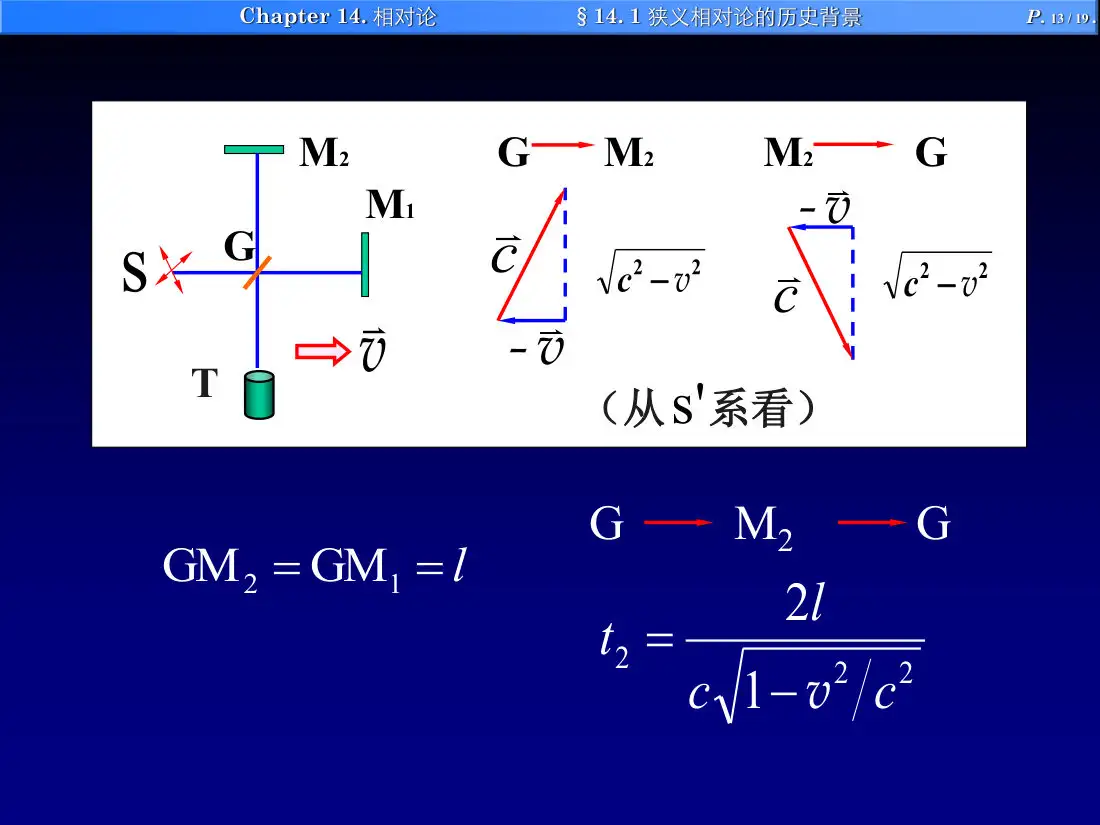 Chapter 14. 相对论 §14.1 狭义相对论的历史背景 P. 13 / 19 .
M₂ G → M₂ M₂ → G
M₁
S G
c⃗ √(c² − v²) −v⃗
−v⃗ c⃗ √(c² − v²)
v⃗
T
（从 S' 系看）
G → M₂ → G
GM₂ = GM₁ = l
t₂ = 2l / (c√(1 − v²/c²))